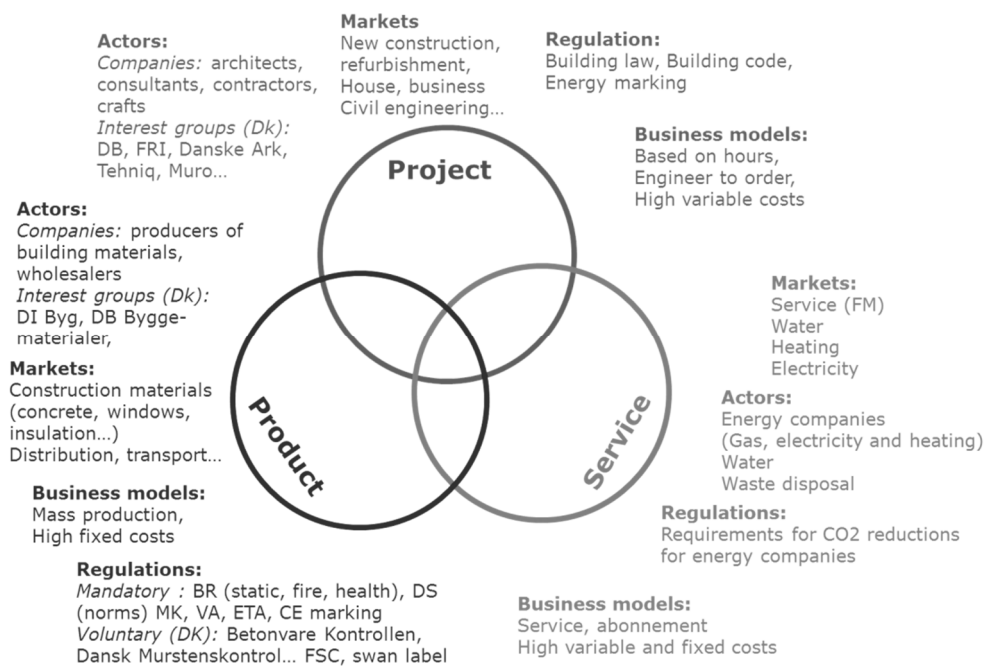 Actors:
Companies: architects,
consultants, contractors,
crafts
Interest groups (Dk):
DB, FRI, Danske Ark,
Tehniq, Muro...
Markets
New construction,
refurbishment,
House, business
Civil engineering...
Regulation:
Building law, Building code,
Energy marking
Business models:
Based on hours,
Engineer to order,
High variable costs
Project
Actors:
Companies: producers of
building materials,
wholesalers
Interest groups (Dk):
DI Byg, DB Bygge-
materialer,
Markets:
Construction materials
(concrete, windows,
insulation...)
Distribution, transport...
Product
Business models:
Mass production,
High fixed costs
Regulations:
Mandatory : BR (static, fire, health), DS
(norms) MK, VA, ETA, CE marking
Voluntary (DK): Betonvare Kontrollen,
Dansk Murstenskontrol... FSC, swan label
Service
Markets:
Service (FM)
Water
Heating
Electricity
Actors:
Energy companies
(Gas, electricity and heating)
Water
Waste disposal
Regulations:
Requirements for CO2 reductions
for energy companies
Business models:
Service, abonnement
High variable and fixed costs